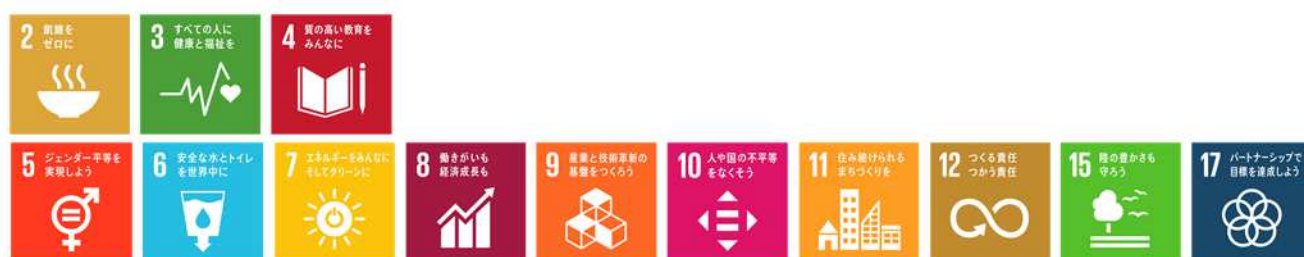 2 飢餓を
ゼロに
3 すべての人に
健康と福祉を
4 質の高い教育を
みんなに
5 ジェンダー平等を
実現しよう
6 安全な水とトイレ
を世界中に
7 エネルギーをみんなに
そしてクリーンに
8 働きがいも
経済成長も
9 産業と技術革新の
基盤をつくろう
10 人や国の不平等
をなくそう
11 住み続けられる
まちづくりを
12 つくる責任
つかう責任
15 陸の豊かさも
守ろう
17 パートナーシップで
目標を達成しよう